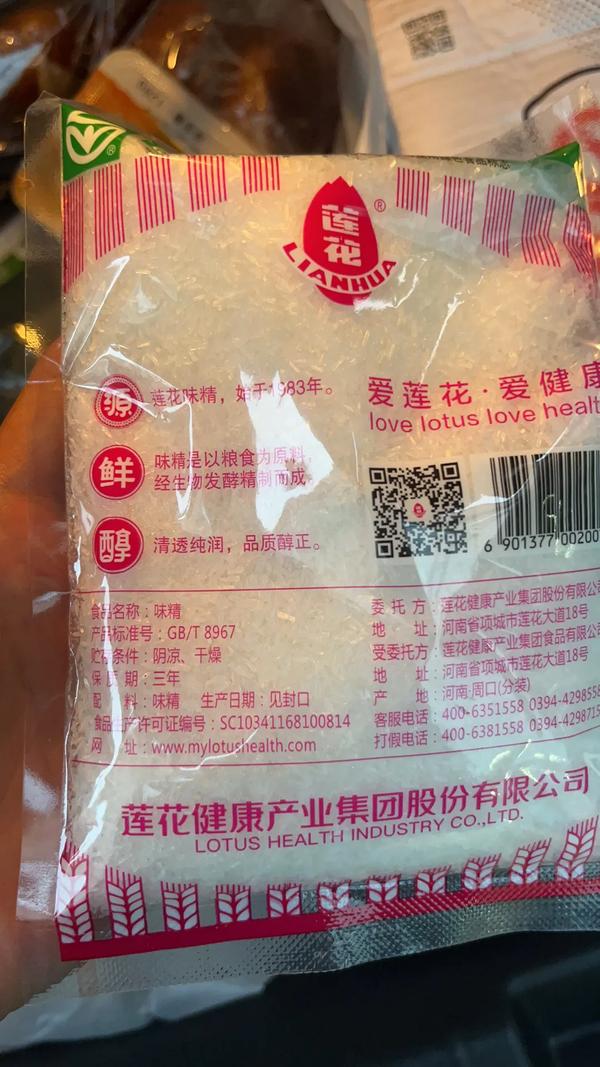 莲花
®
LIANHUA
源
莲花味精，始于1983年。
鲜
味精是以粮食为原料，
经生物发酵精制而成。
醇
清透纯润，品质醇正。
爱莲花·爱健康
love lotus love health
6 901377 00200
食品名称：味精
产品标准号：GB/T 8967
贮存条件：阴凉、干燥
保质期：三年
配料：味精 生产日期：见封口
食品生产许可证编号：SC10341168100814
网址：www.mylotushealth.com
委托方：莲花健康产业集团股份有限公司
地址：河南省项城市莲花大道18号
受委托方：莲花健康产业集团食品有限公司
地址：河南省项城市莲花大道18号
产地：河南·周口(分装)
客服电话：400-6351558 0394-429855
打假电话：400-6381558 0394-429871
莲花健康产业集团股份有限公司
LOTUS HEALTH INDUSTRY CO.,LTD.